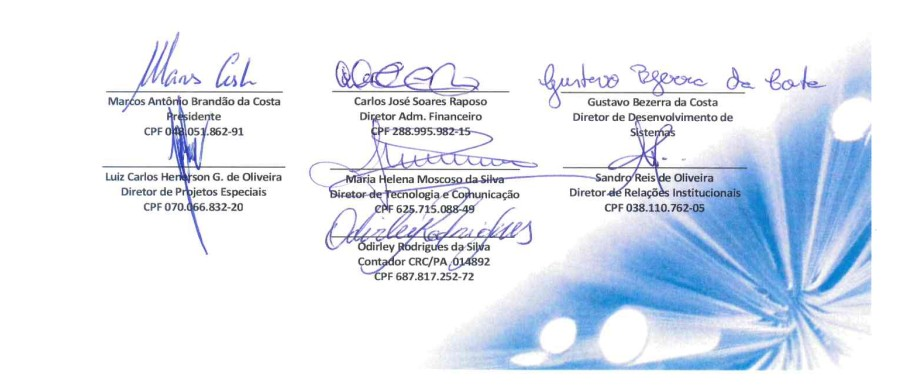 Marcos Antônio Brandão da Costa
Presidente
CPF 048.051.862-91
Carlos José Soares Raposo
Diretor Adm. Financeiro
CPF 288.995.982-15
Gustavo Bezerra da Costa
Gustavo Bezerra da Costa
Diretor de Desenvolvimento de
Sistemas
Luiz Carlos Henerson G. de Oliveira
Diretor de Projetos Especiais
CPF 070.066.832-20
Maria Helena Moscoso da Silva
Diretor de Tecnologia e Comunicação
CPF 625.715.088-49
Sandro Reis de Oliveira
Diretor de Relações Institucionais
CPF 038.110.762-05
Odirley Rodrigues
Odirley Rodrigues da Silva
Contador CRC/PA 014892
CPF 687.817.252-72